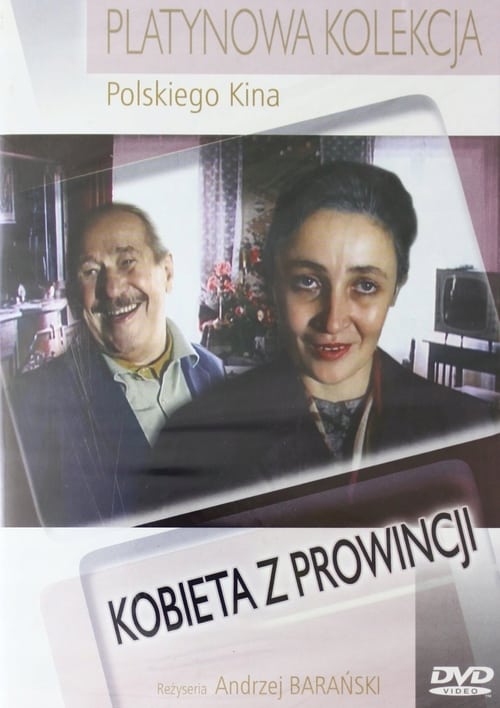 PLATYNOWA KOLEKCJA
Polskiego Kina
KOBIETA Z PROWINCJI
Reżyseria Andrzej BARAŃSKI
DVD
VIDEO